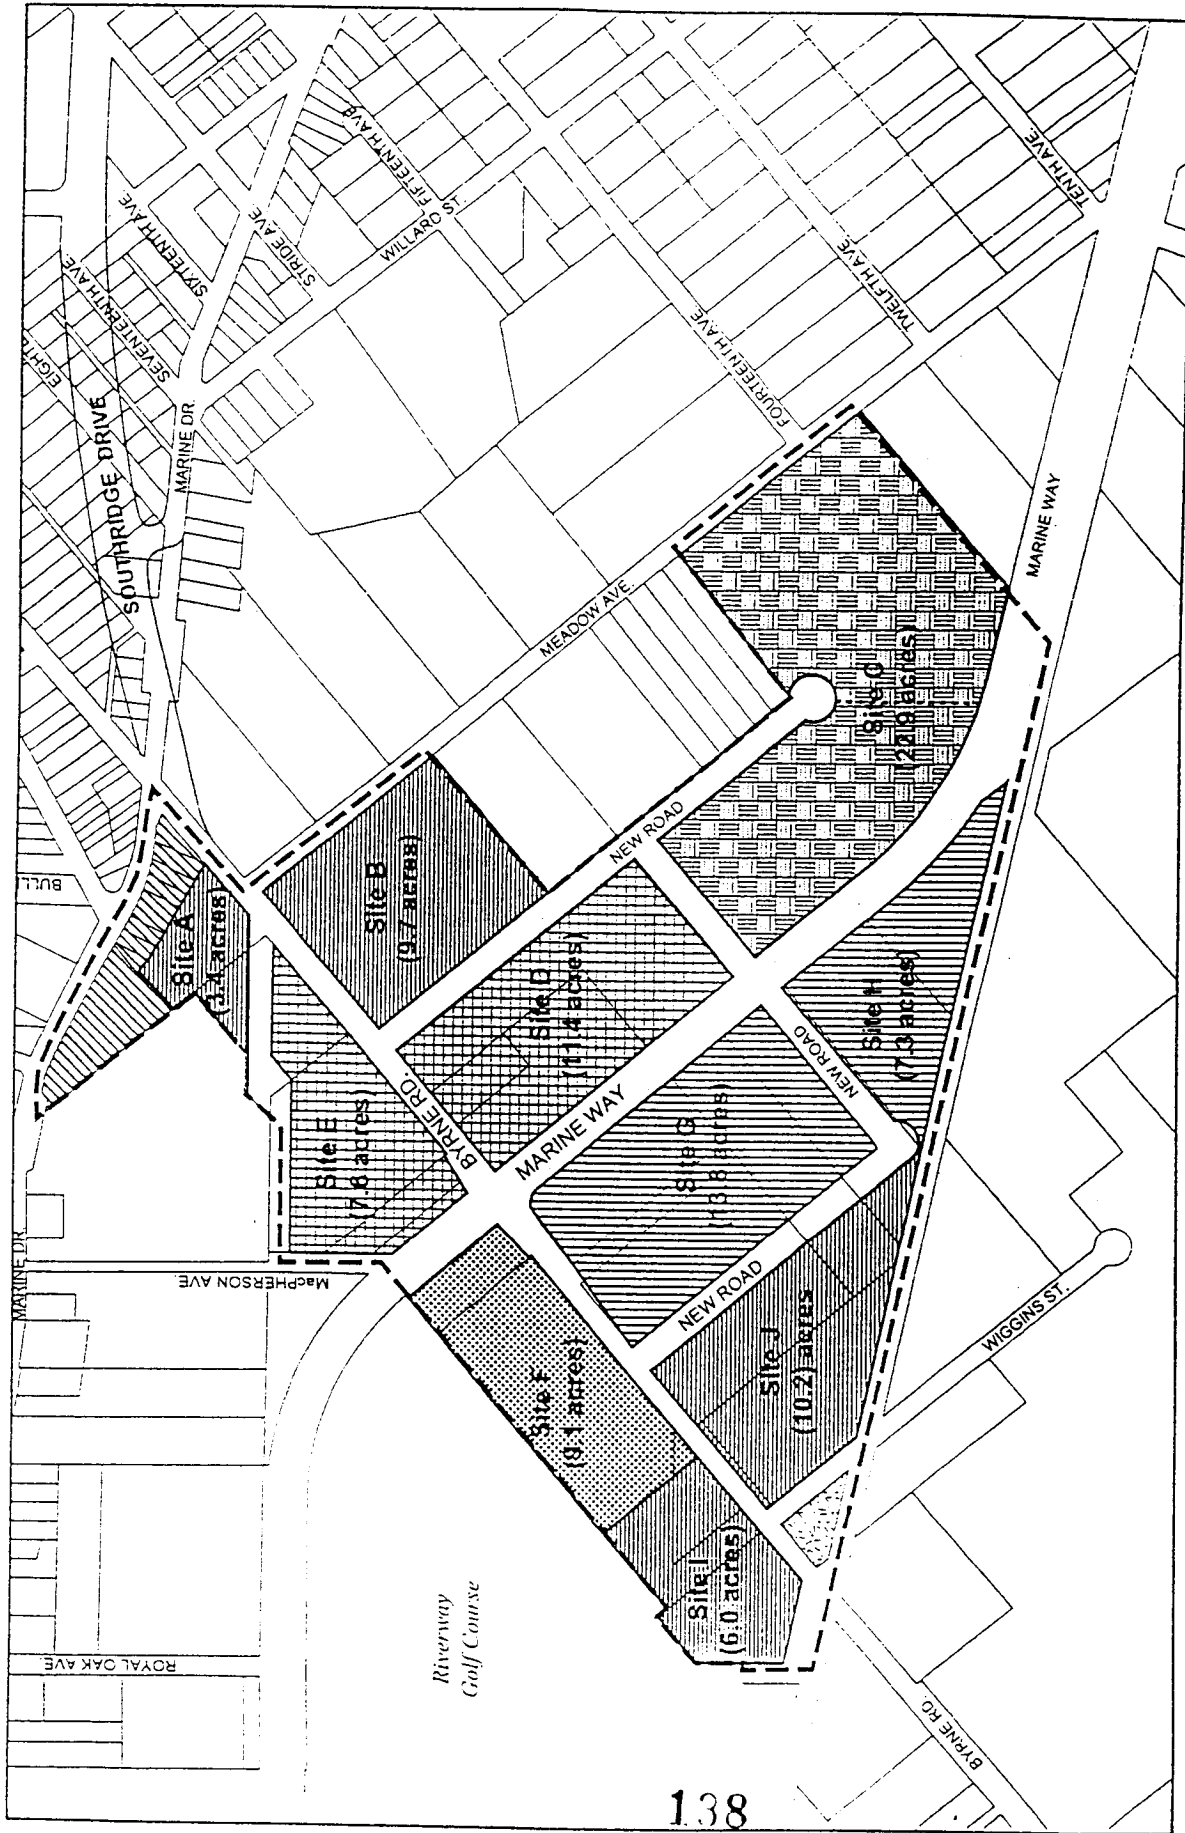 MARINE DR.
ROYAL OAK AVE.
MacPHERSON AVE.
BULL
SOUTHRIDGE DRIVE
MARINE DR.
EIGHT
SEVENTEENTH AVE.
SIXTEENTH AVE.
STRIDE AVE
FIFTEENTH AVE
WILLARD ST.
MEADOW AVE.
FOURTEENTH AVE.
TWELFTH AVE.
TENTH AVE.
Site A
Site B
(9.7 acres)
NEW ROAD
Site E
(7.6 acres)
BYRNE RD
Site D
(11.4 acres)
(22.9 acres)
MARINE WAY
MARINE WAY
Riverway
Golf Course
Site F
(9.1 acres)
Site G
(13.8 acres)
NEW ROAD
Site H
(7.3 acres)
NEW ROAD
Site I
(6.0 acres)
Site J
(10.2) acres
WIGGINS ST.
BYRNE RD.
138